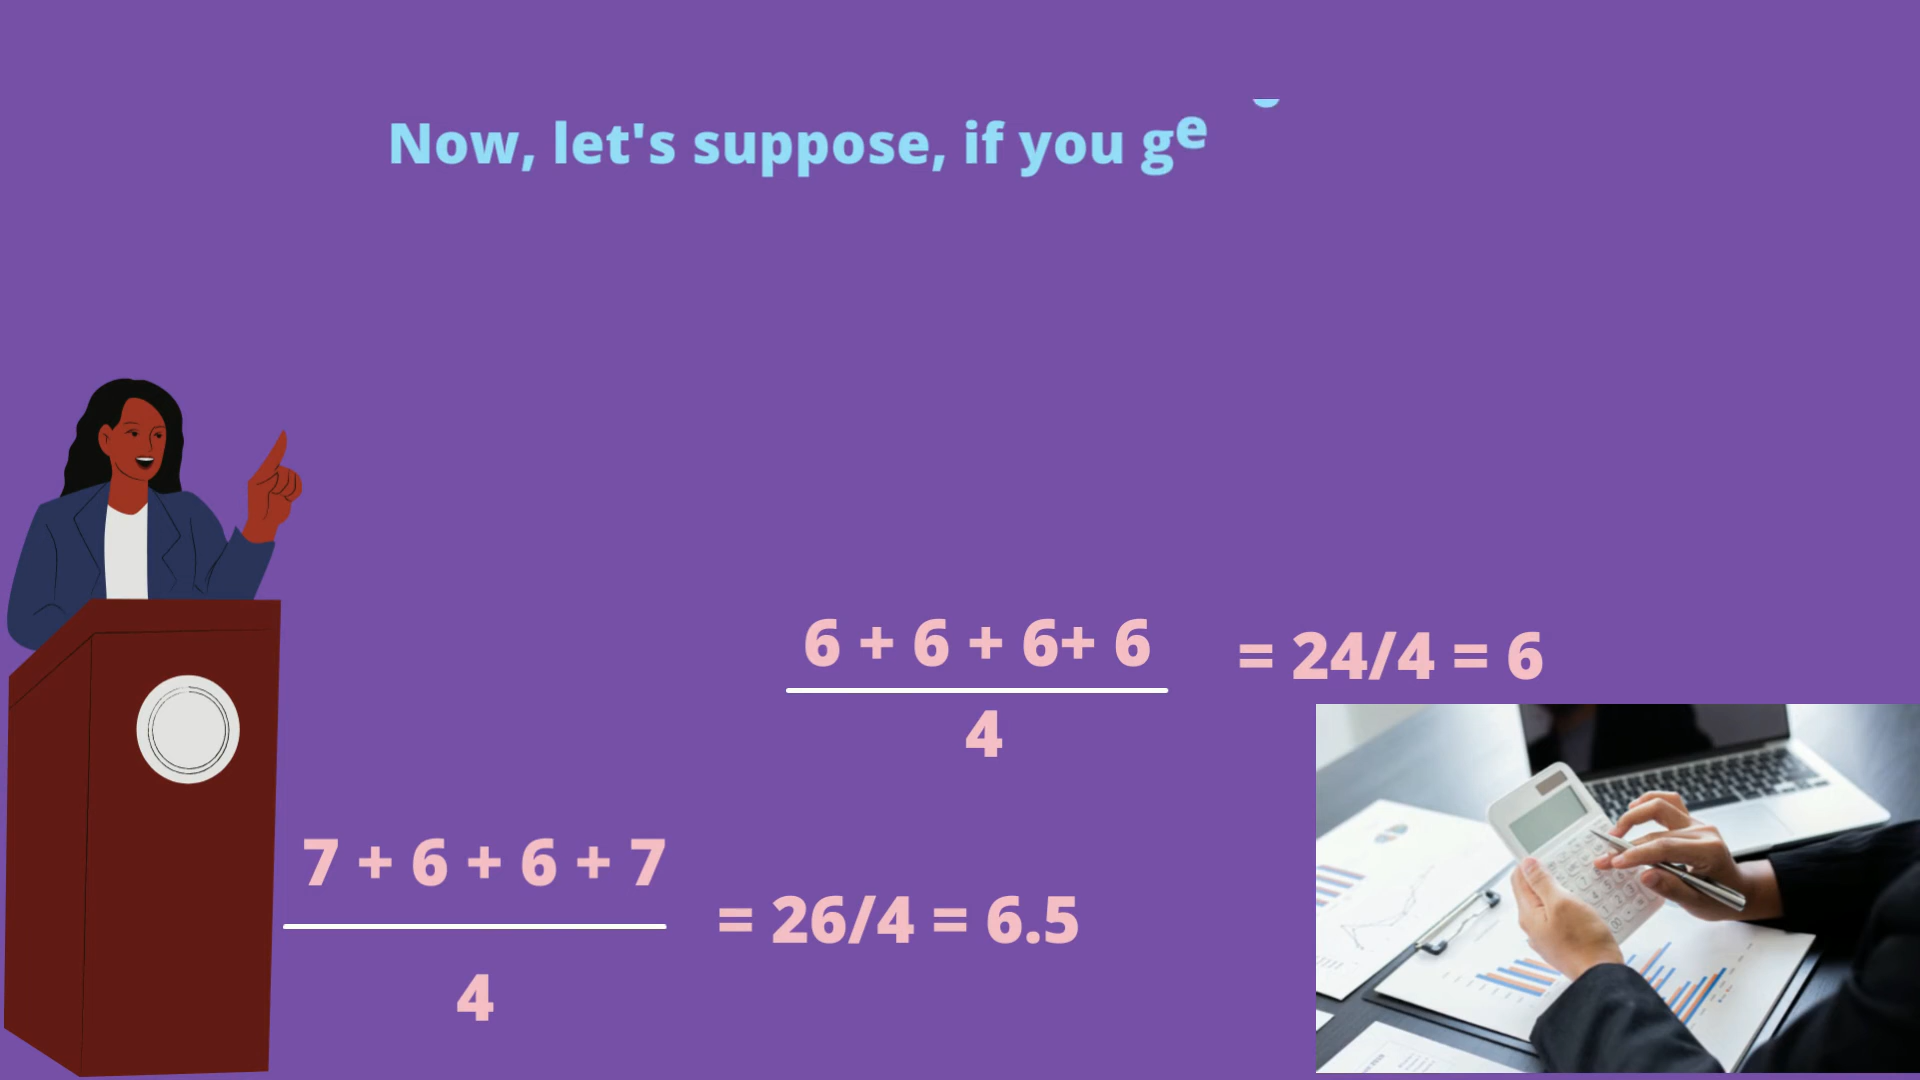 Now, let's suppose, if you ge
6 + 6 + 6+ 6
= 24/4 = 6
4
7 + 6 + 6 + 7
= 26/4 = 6.5
4